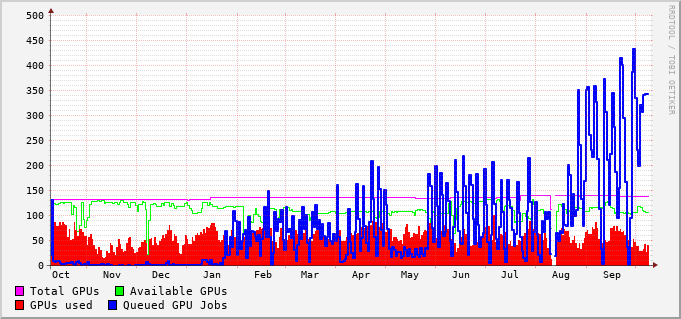 500
450
400
350
300
250
200
150
100
50
0
Oct Nov Dec Jan Feb Mar Apr May Jun Jul Aug Sep
Total GPUs Available GPUs
GPUs used Queued GPU Jobs
RRDTOOL / TOBI OETIKER